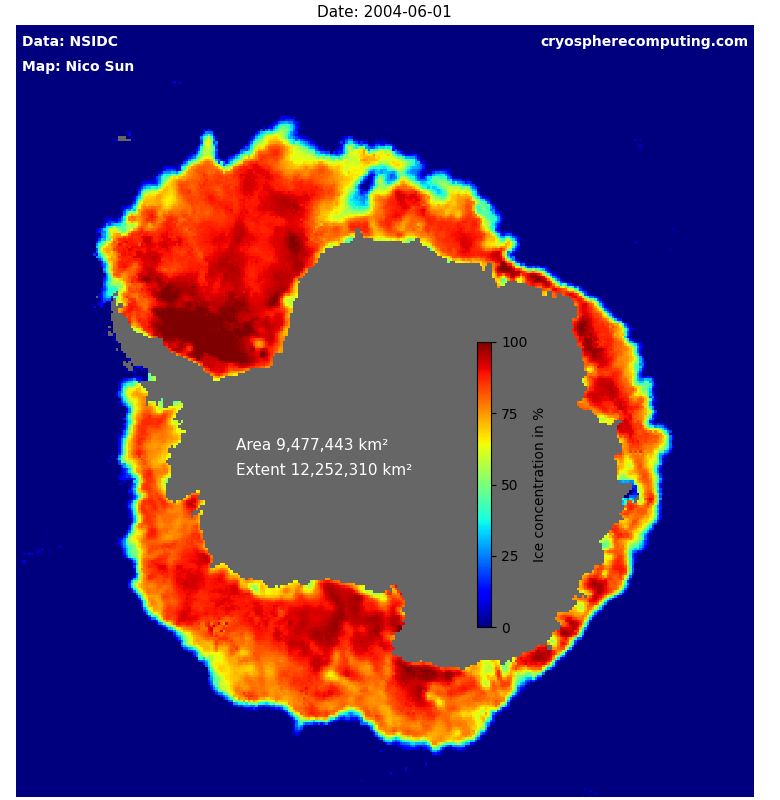 Date: 2004-06-01
Data: NSIDC
cryospherecomputing.com
Map: Nico Sun
100
75
50
25
0
Ice concentration in %
Area 9,477,443 km²
Extent 12,252,310 km²